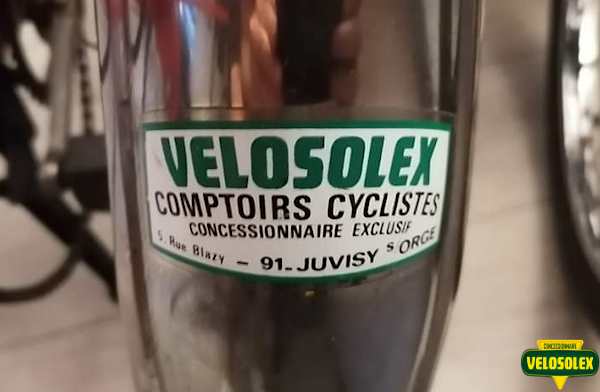 VELOSOLEX
COMPTOIRS CYCLISTES
CONCESSIONNAIRE EXCLUSIF
5, Rue Blazy – 91-JUVISY S ORGE
CONCESSIONNAIRE
VELOSOLEX